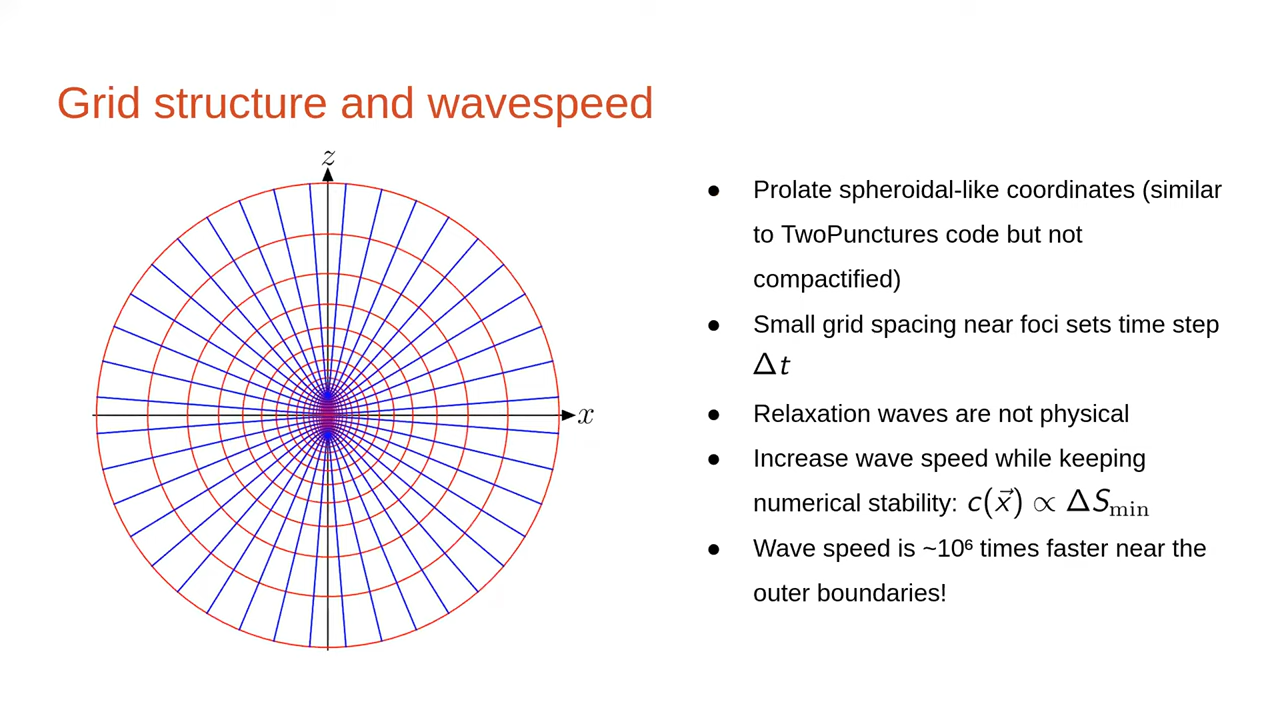 Grid structure and wavespeed
z
x
● Prolate spheroidal-like coordinates (similar
to TwoPunctures code but not
compactified)
● Small grid spacing near foci sets time step
Δt
● Relaxation waves are not physical
● Increase wave speed while keeping
numerical stability: c(x⃗) ∝ ΔS_min
● Wave speed is ~10⁶ times faster near the
outer boundaries!